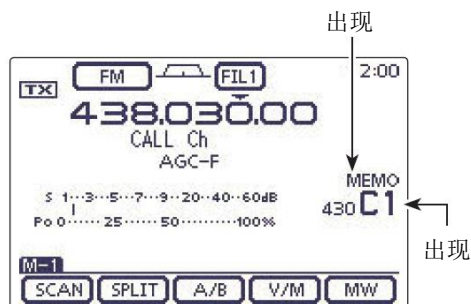 出现
FM FIL1 2:00
TX
438.030.00
CALL Ch
AGC-F
MEMO
S 1···3···5···7···9···20···40···60dB
430 C1
Po 0······25······50··········100%
出现
M-1
SCAN SPLIT A/B V/M MW